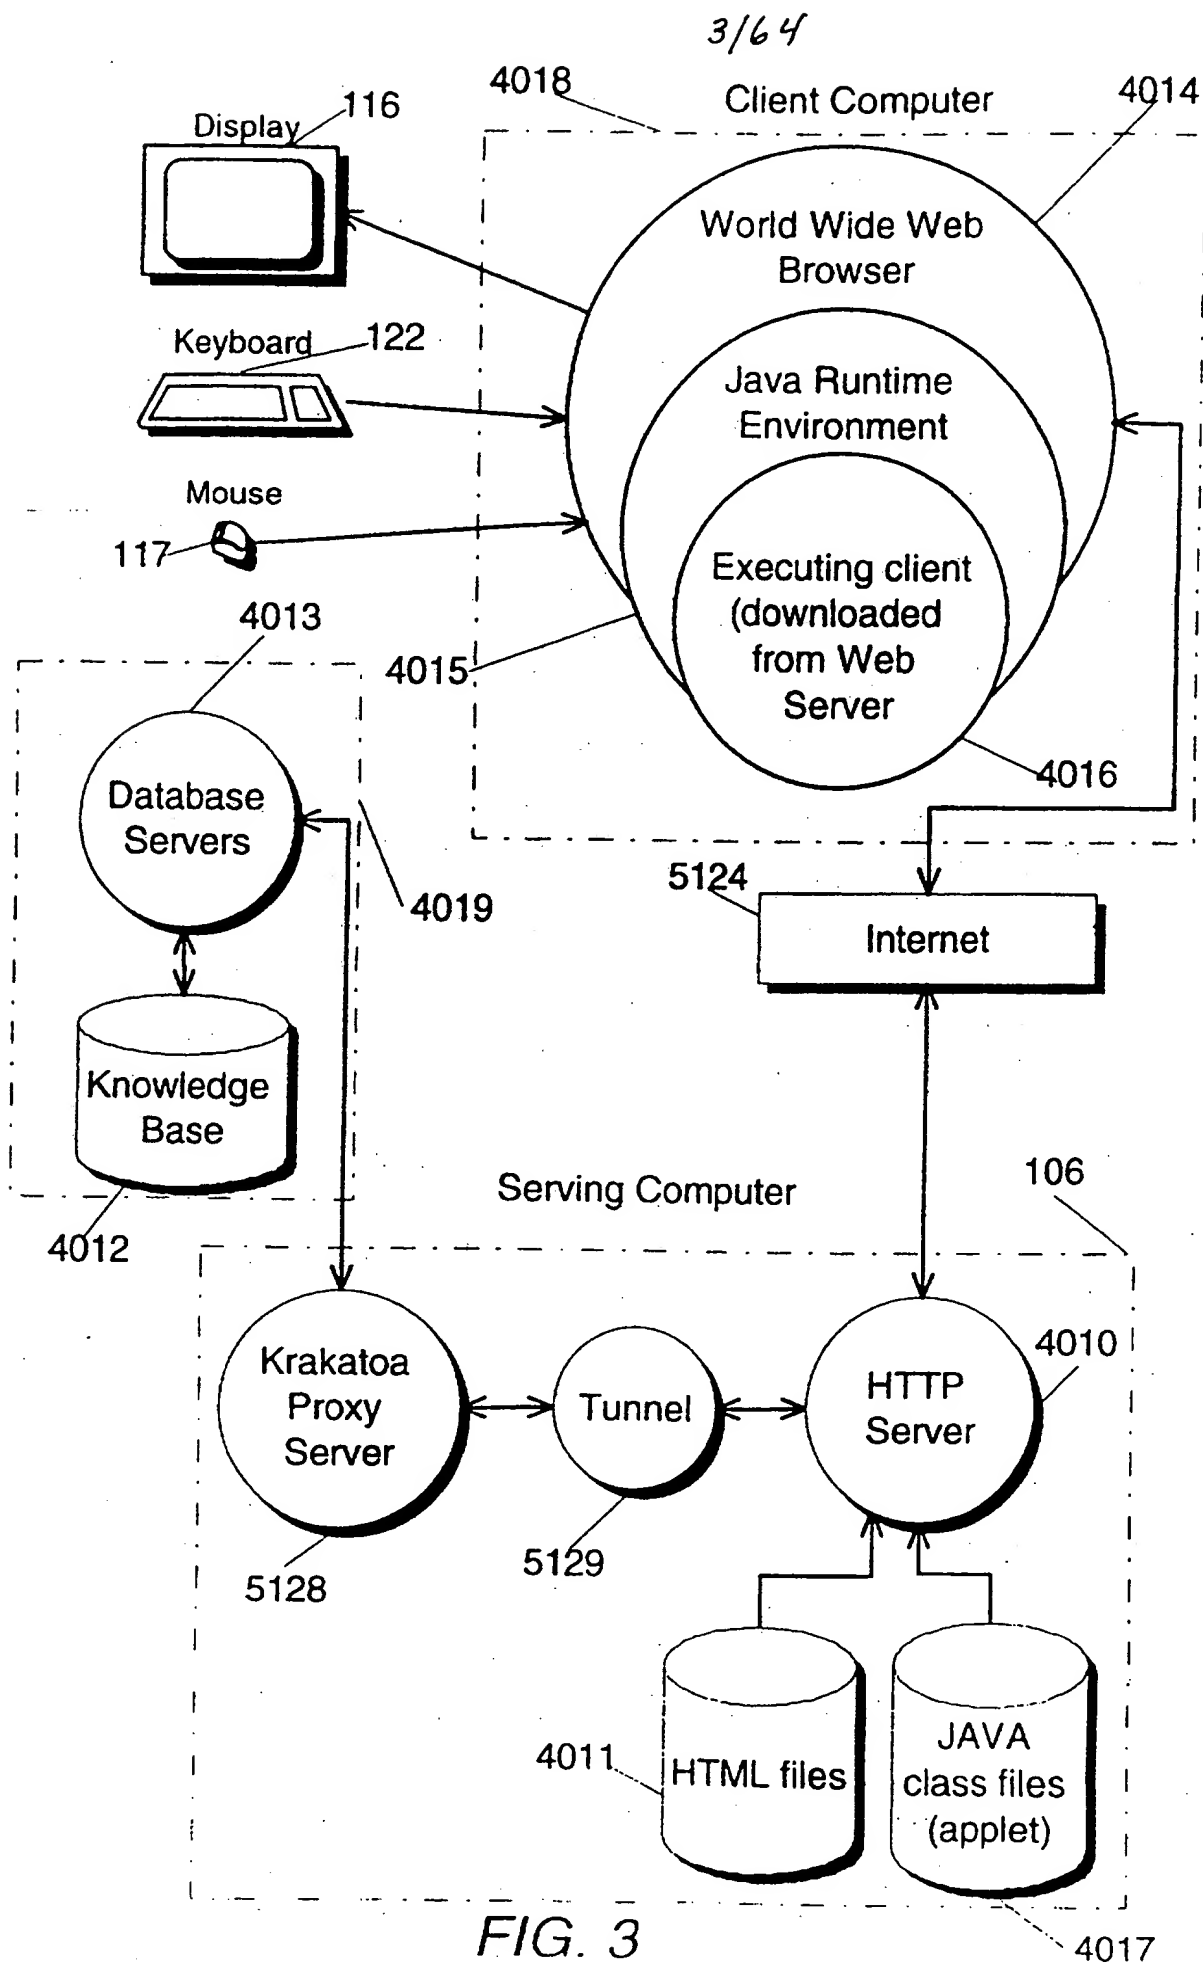 3/64
4018
Client Computer
4014
116
Display
World Wide Web
Browser
Keyboard
122
Java Runtime
Environment
Mouse
117
Executing client
(downloaded
from Web
Server
4013
4015
4016
Database
Servers
4019
5124
Internet
Knowledge
Base
4012
Serving Computer
106
Krakatoa
Proxy
Server
Tunnel
HTTP
Server
4010
5128
5129
4011
HTML files
JAVA
class files
(applet)
4017
FIG. 3